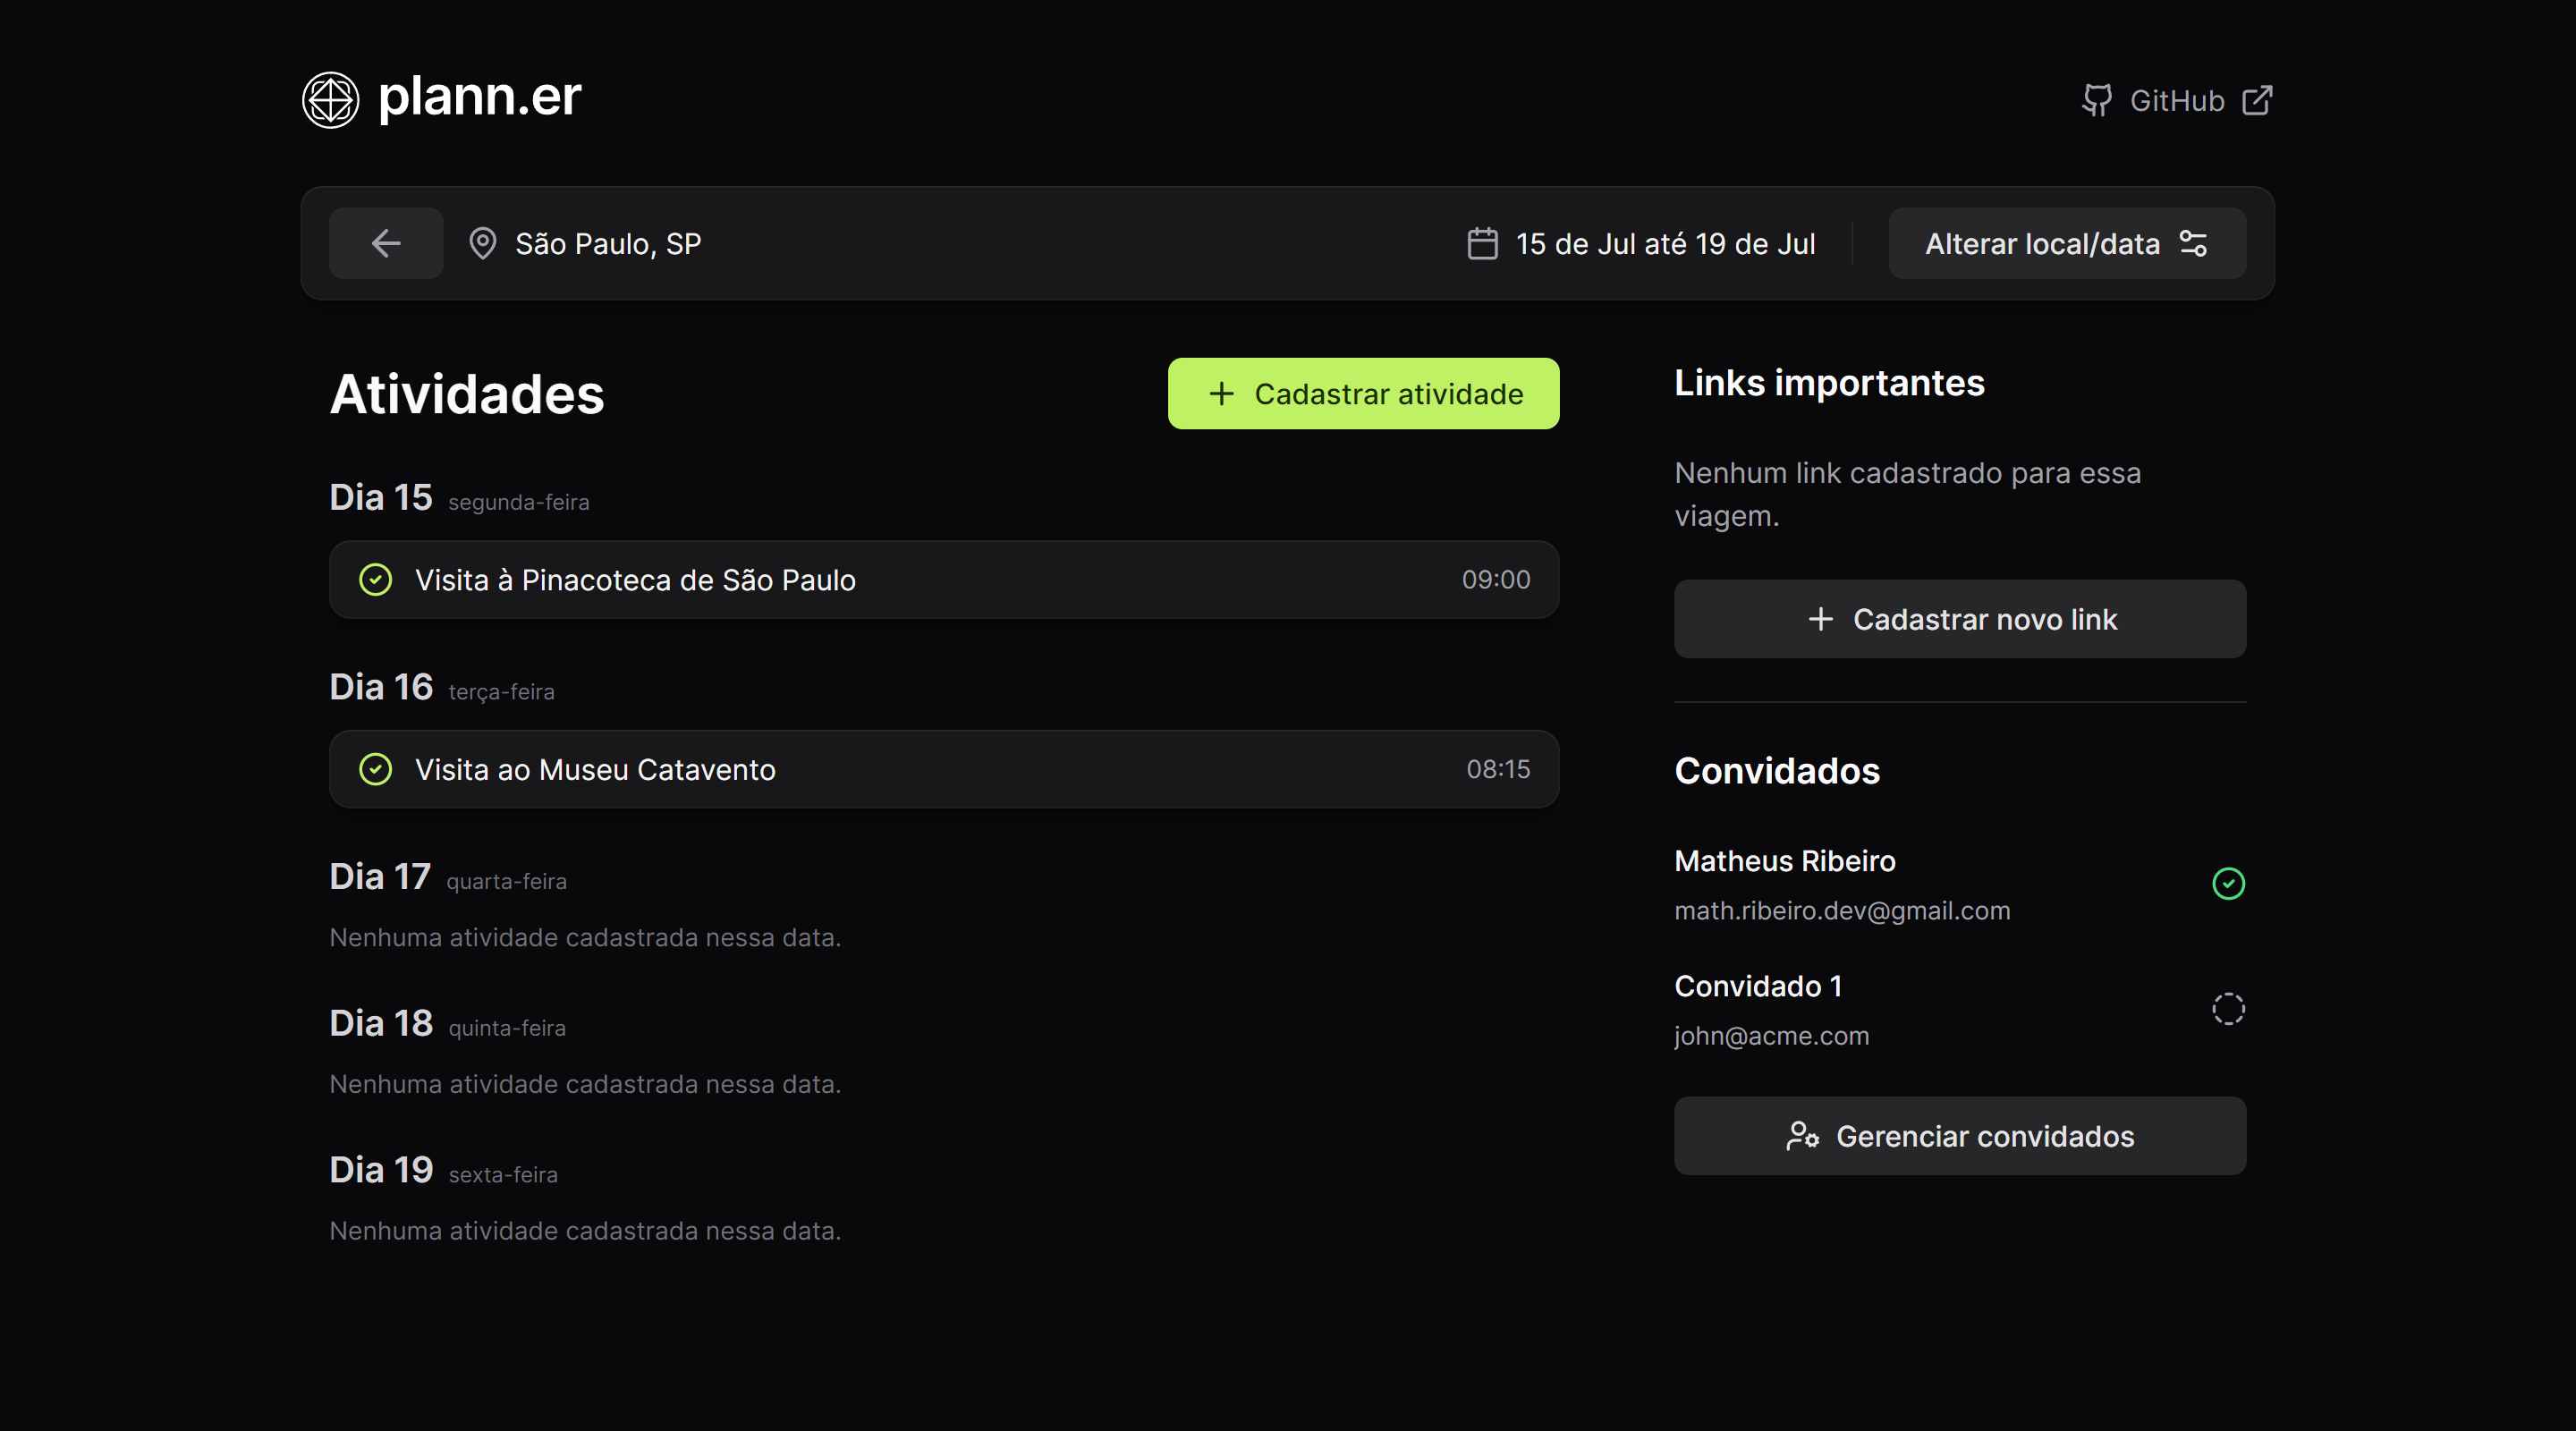 plann.er
GitHub
São Paulo, SP
15 de Jul até 19 de Jul
Alterar local/data
Atividades
Cadastrar atividade
Dia 15 segunda-feira
Visita à Pinacoteca de São Paulo 09:00
Dia 16 terça-feira
Visita ao Museu Catavento 08:15
Dia 17 quarta-feira
Nenhuma atividade cadastrada nessa data.
Dia 18 quinta-feira
Nenhuma atividade cadastrada nessa data.
Dia 19 sexta-feira
Nenhuma atividade cadastrada nessa data.
Links importantes
Nenhum link cadastrado para essa
viagem.
Cadastrar novo link
Convidados
Matheus Ribeiro
math.ribeiro.dev@gmail.com
Convidado 1
john@acme.com
Gerenciar convidados